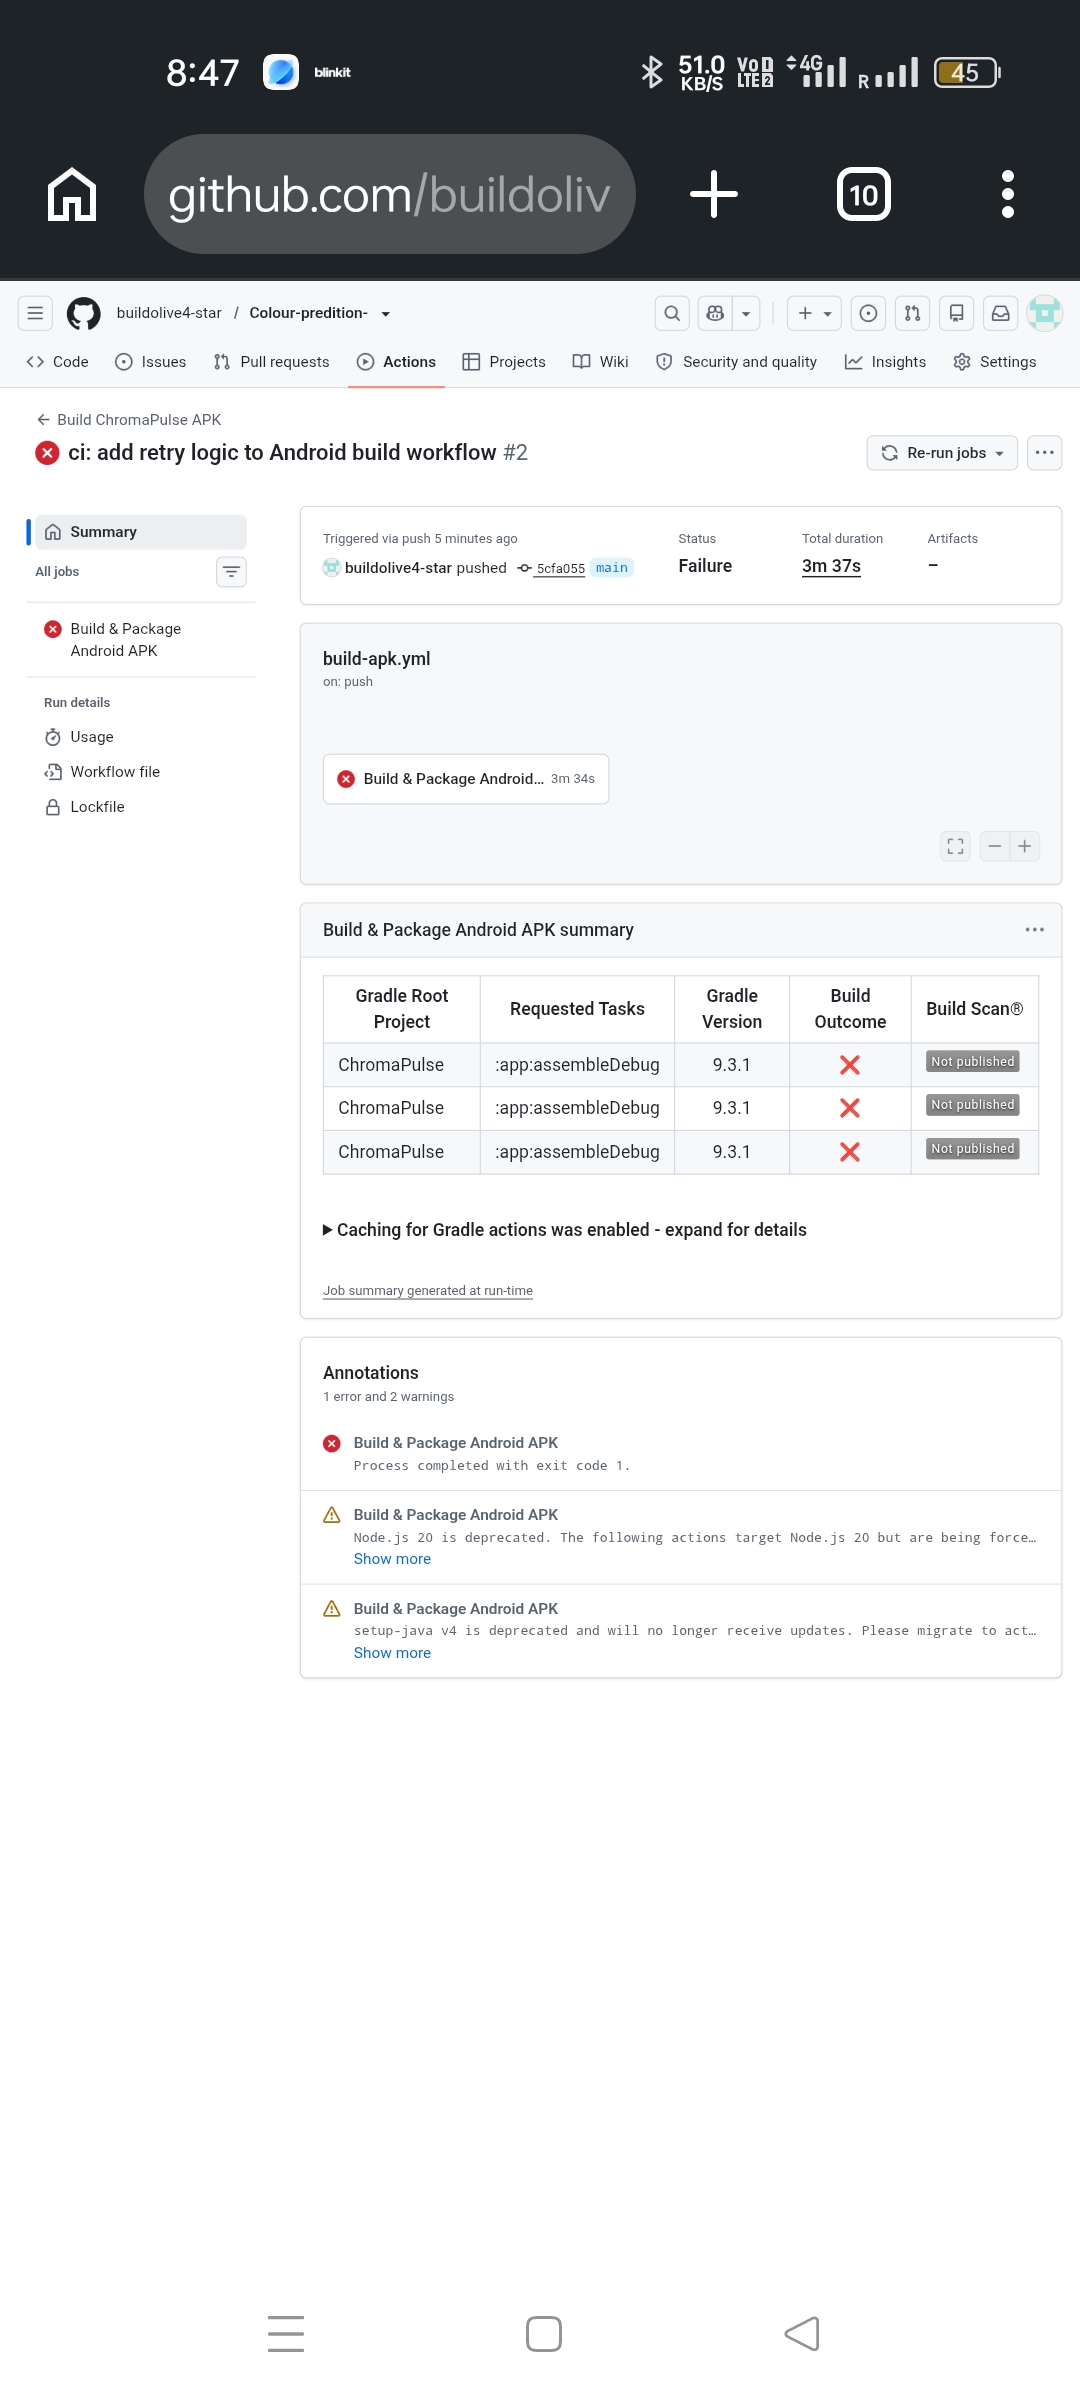 8:47
blinkit
51.0 KB/S
Vo 1 LTE 2
4G
R
45
github.com/buildoliv
10
buildolive4-star / Colour-predition-
Code
Issues
Pull requests
Actions
Projects
Wiki
Security and quality
Insights
Settings
Build ChromaPulse APK
ci: add retry logic to Android build workflow #2
Re-run jobs
Summary
All jobs
Build & Package
Android APK
Run details
Usage
Workflow file
Lockfile
Triggered via push 5 minutes ago
buildolive4-star pushed 5cfa055 main
Status
Failure
Total duration
3m 37s
Artifacts
–
build-apk.yml
on: push
Build & Package Android... 3m 34s
Build & Package Android APK summary
Gradle Root Project
Requested Tasks
Gradle Version
Build Outcome
Build Scan®
ChromaPulse :app:assembleDebug 9.3.1 ❌ Not published
ChromaPulse :app:assembleDebug 9.3.1 ❌ Not published
ChromaPulse :app:assembleDebug 9.3.1 ❌ Not published
Caching for Gradle actions was enabled - expand for details
Job summary generated at run-time
Annotations
1 error and 2 warnings
Build & Package Android APK
Process completed with exit code 1.
Build & Package Android APK
Node.js 20 is deprecated. The following actions target Node.js 20 but are being force…
Show more
Build & Package Android APK
setup-java v4 is deprecated and will no longer receive updates. Please migrate to act…
Show more